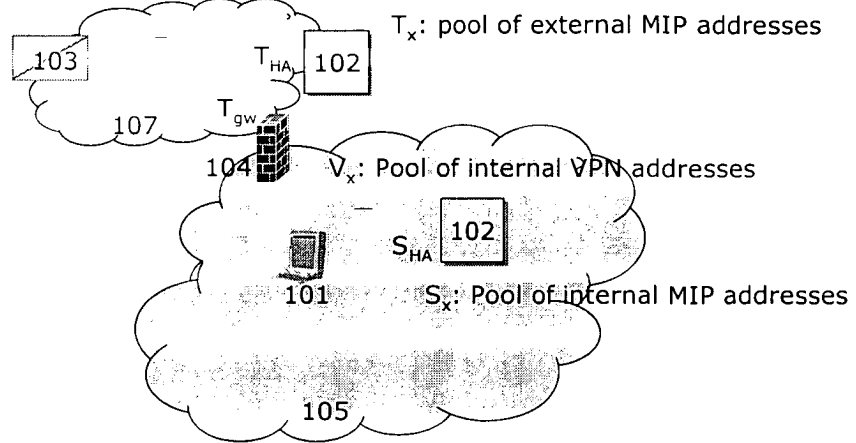 Tx: pool of external MIP addresses
103
THA
102
Tgw
107
104
Vx: Pool of internal VPN addresses
SHA
102
101
Sx: Pool of internal MIP addresses
105